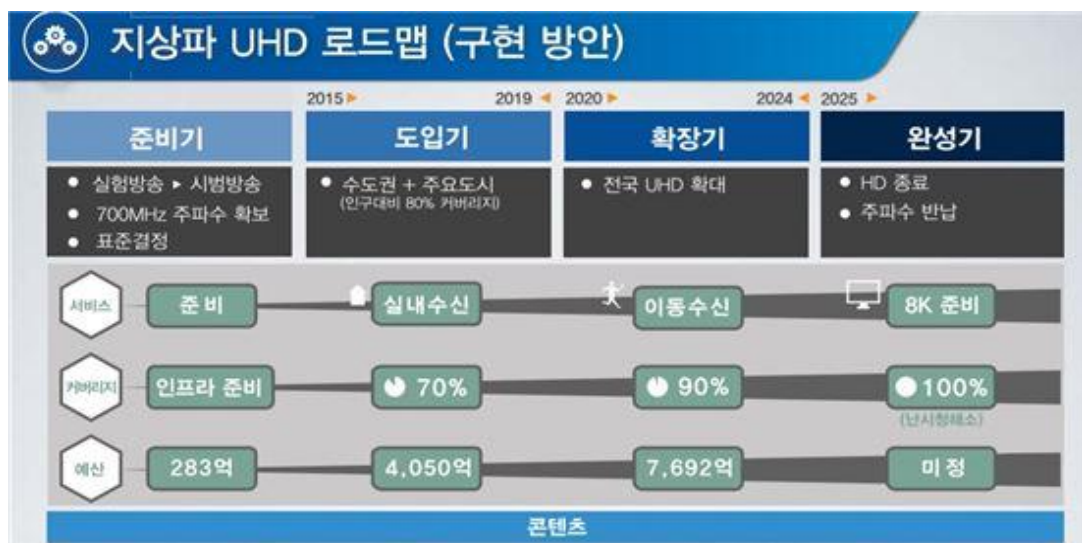 지상파 UHD 로드맵 (구현 방안)
2015 ▶ 2019 ◀ 2020 ▶ 2024 ◀ 2025 ▶
준비기 도입기 확장기 완성기
● 실험방송 ▶ 시범방송
● 700MHz 주파수 확보
● 표준결정
● 수도권 + 주요도시
(인구대비 80% 커버리지)
● 전국 UHD 확대
● HD 종료
● 주파수 반납
서비스 준비 실내수신 이동수신 8K 준비
커버리지 인프라 준비 70% 90% 100%
(난시청해소)
예산 283억 4,050억 7,692억 미정
콘텐츠